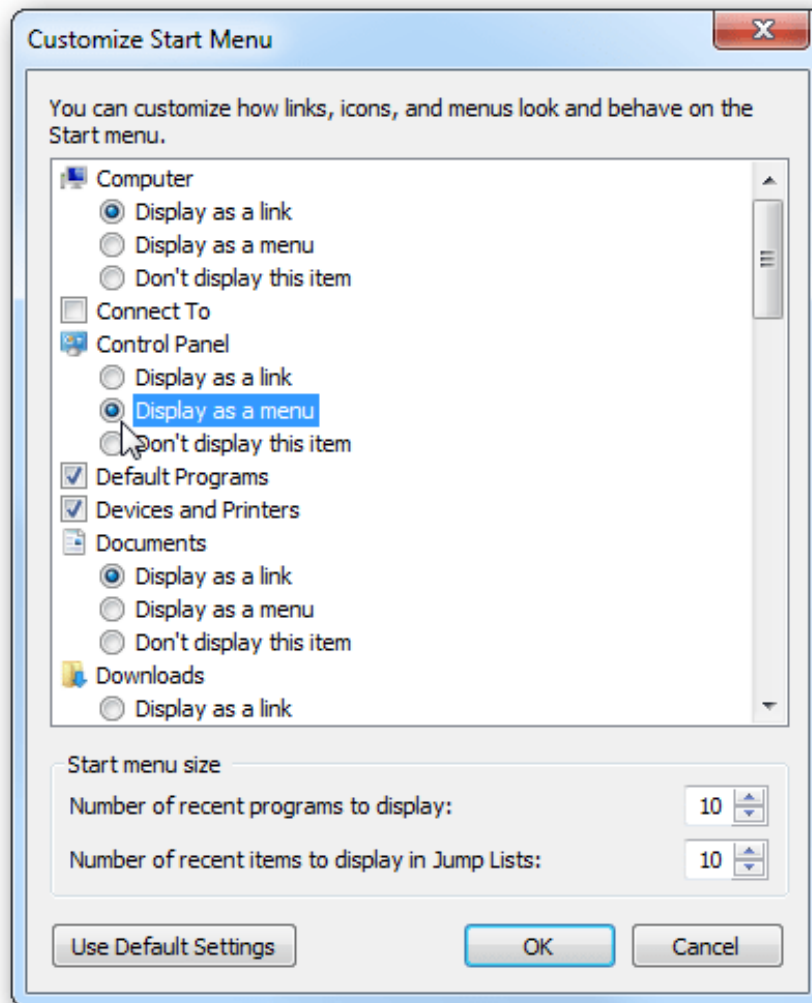 Customize Start Menu
You can customize how links, icons, and menus look and behave on the
Start menu.
Computer
Display as a link
Display as a menu
Don't display this item
Connect To
Control Panel
Display as a link
Display as a menu
Don't display this item
Default Programs
Devices and Printers
Documents
Display as a link
Display as a menu
Don't display this item
Downloads
Display as a link
Start menu size
Number of recent programs to display: 10
Number of recent items to display in Jump Lists: 10
Use Default Settings OK Cancel